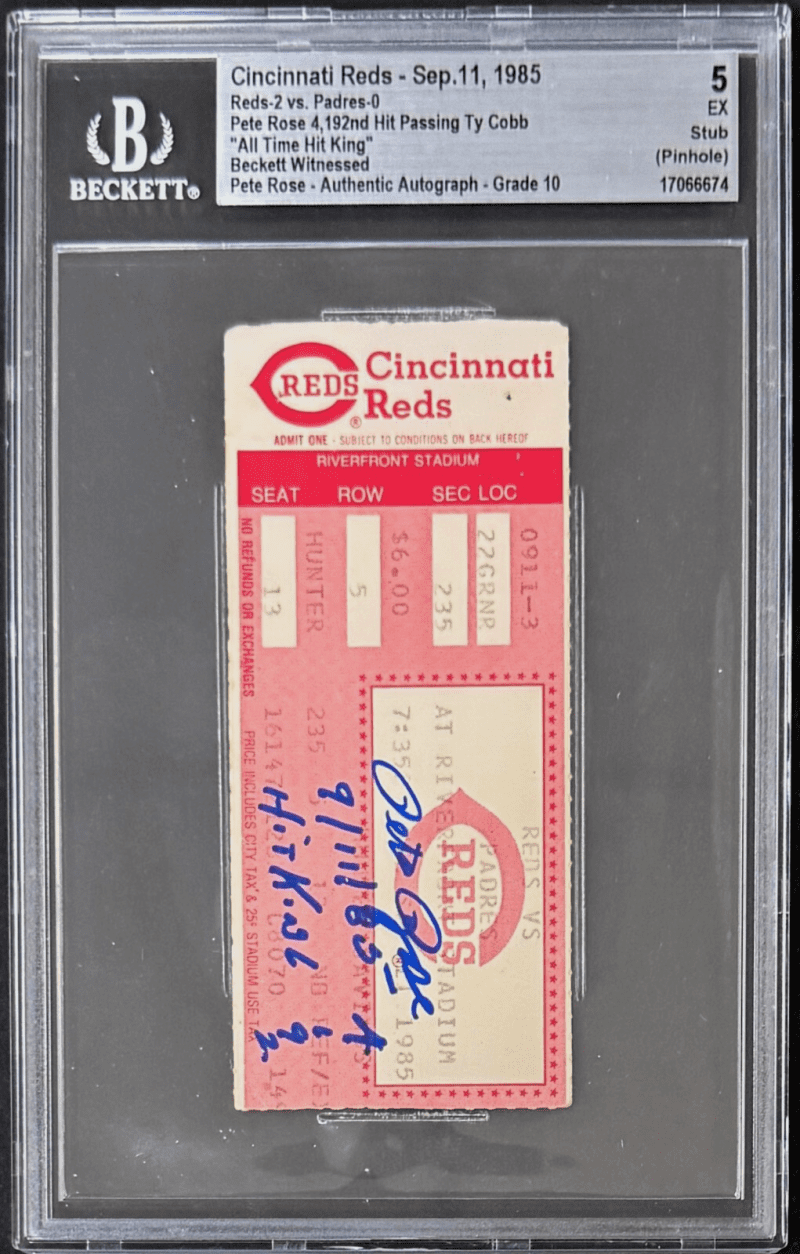 B
BECKETT®
Cincinnati Reds - Sep.11, 1985
Reds-2 vs. Padres-0
Pete Rose 4,192nd Hit Passing Ty Cobb
"All Time Hit King"
Beckett Witnessed
Pete Rose - Authentic Autograph - Grade 10
5
EX
Stub
(Pinhole)
17066674
REDS
®
Cincinnati
Reds
ADMIT ONE - SUBJECT TO CONDITIONS ON BACK HEREOF
RIVERFRONT STADIUM
SEAT ROW SEC LOC
0911-3
22GRNR
235
$6.00
5
HUNTER
13
NO REFUNDS OR EXCHANGES
PRICE INCLUDES CITY TAX & 25¢ STADIUM USE TAX
REDS VS
PADRES
REDS
®
AT RIVERFRONT STADIUM
7:35 1985
235
Pete Rose
9/11/85
Hit King
4192